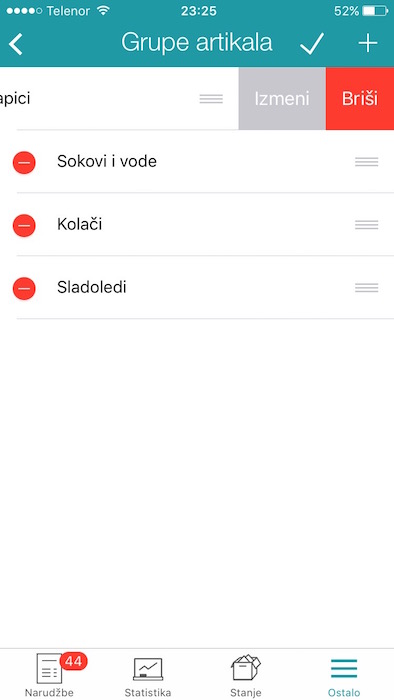 Telenor 23:25 52%
Grupe artikala
apici Izmeni Briši
Sokovi i vode
Kolači
Sladoledi
44
Narudžbe Statistika Stanje Ostalo